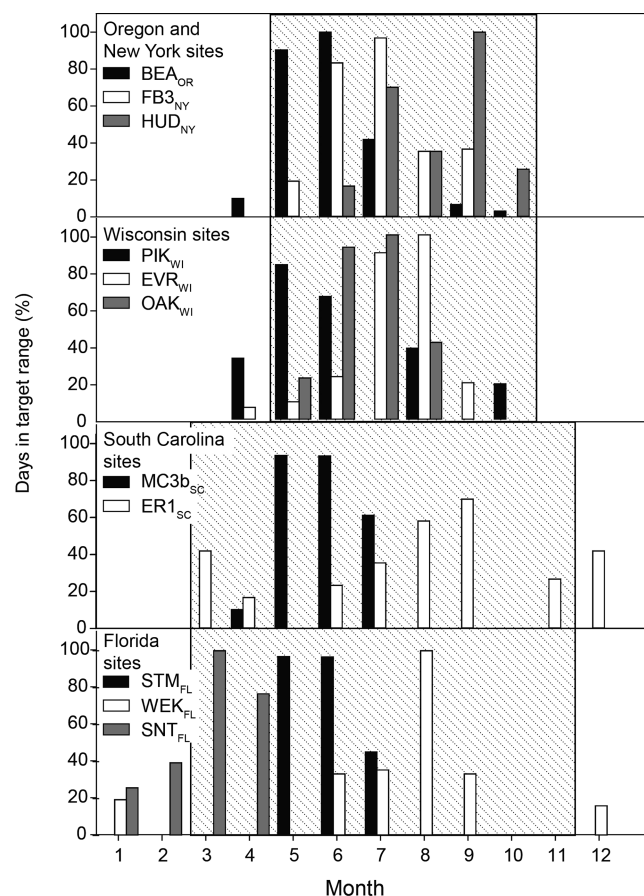 Days in target range (%)
Oregon and
New York sites
BEA_OR
FB3_NY
HUD_NY
100
80
60
40
20
0
Wisconsin sites
PIK_WI
EVR_WI
OAK_WI
100
80
60
40
20
0
South Carolina
sites
MC3b_SC
ER1_SC
100
80
60
40
20
0
Florida
sites
STM_FL
WEK_FL
SNT_FL
100
80
60
40
20
0
1 2 3 4 5 6 7 8 9 10 11 12
Month